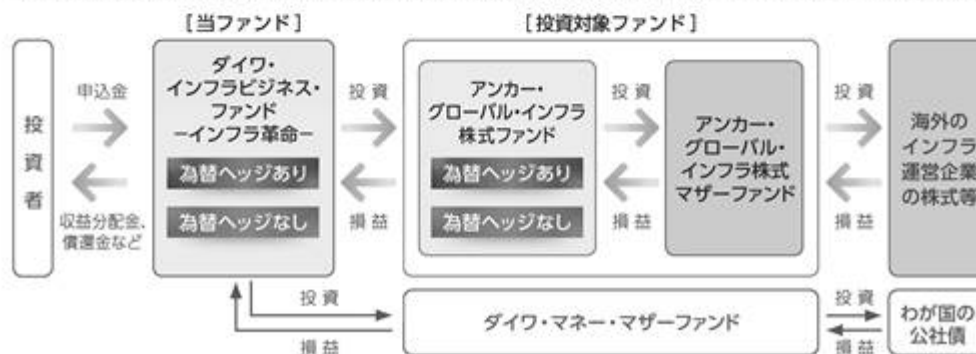 [当ファンド]
[投資対象ファンド]
投資者
申込金
収益分配金、
償還金など
ダイワ・
インフラビジネス・
ファンド
－インフラ革命－
為替ヘッジあり
為替ヘッジなし
投資
損益
アンカー・
グローバル・インフラ
株式ファンド
為替ヘッジあり
為替ヘッジなし
投資
損益
アンカー・
グローバル・
インフラ株式
マザーファンド
投資
損益
海外の
インフラ
運営企業
の株式等
投資
損益
ダイワ・マネー・マザーファンド
投資
損益
わが国の
公社債